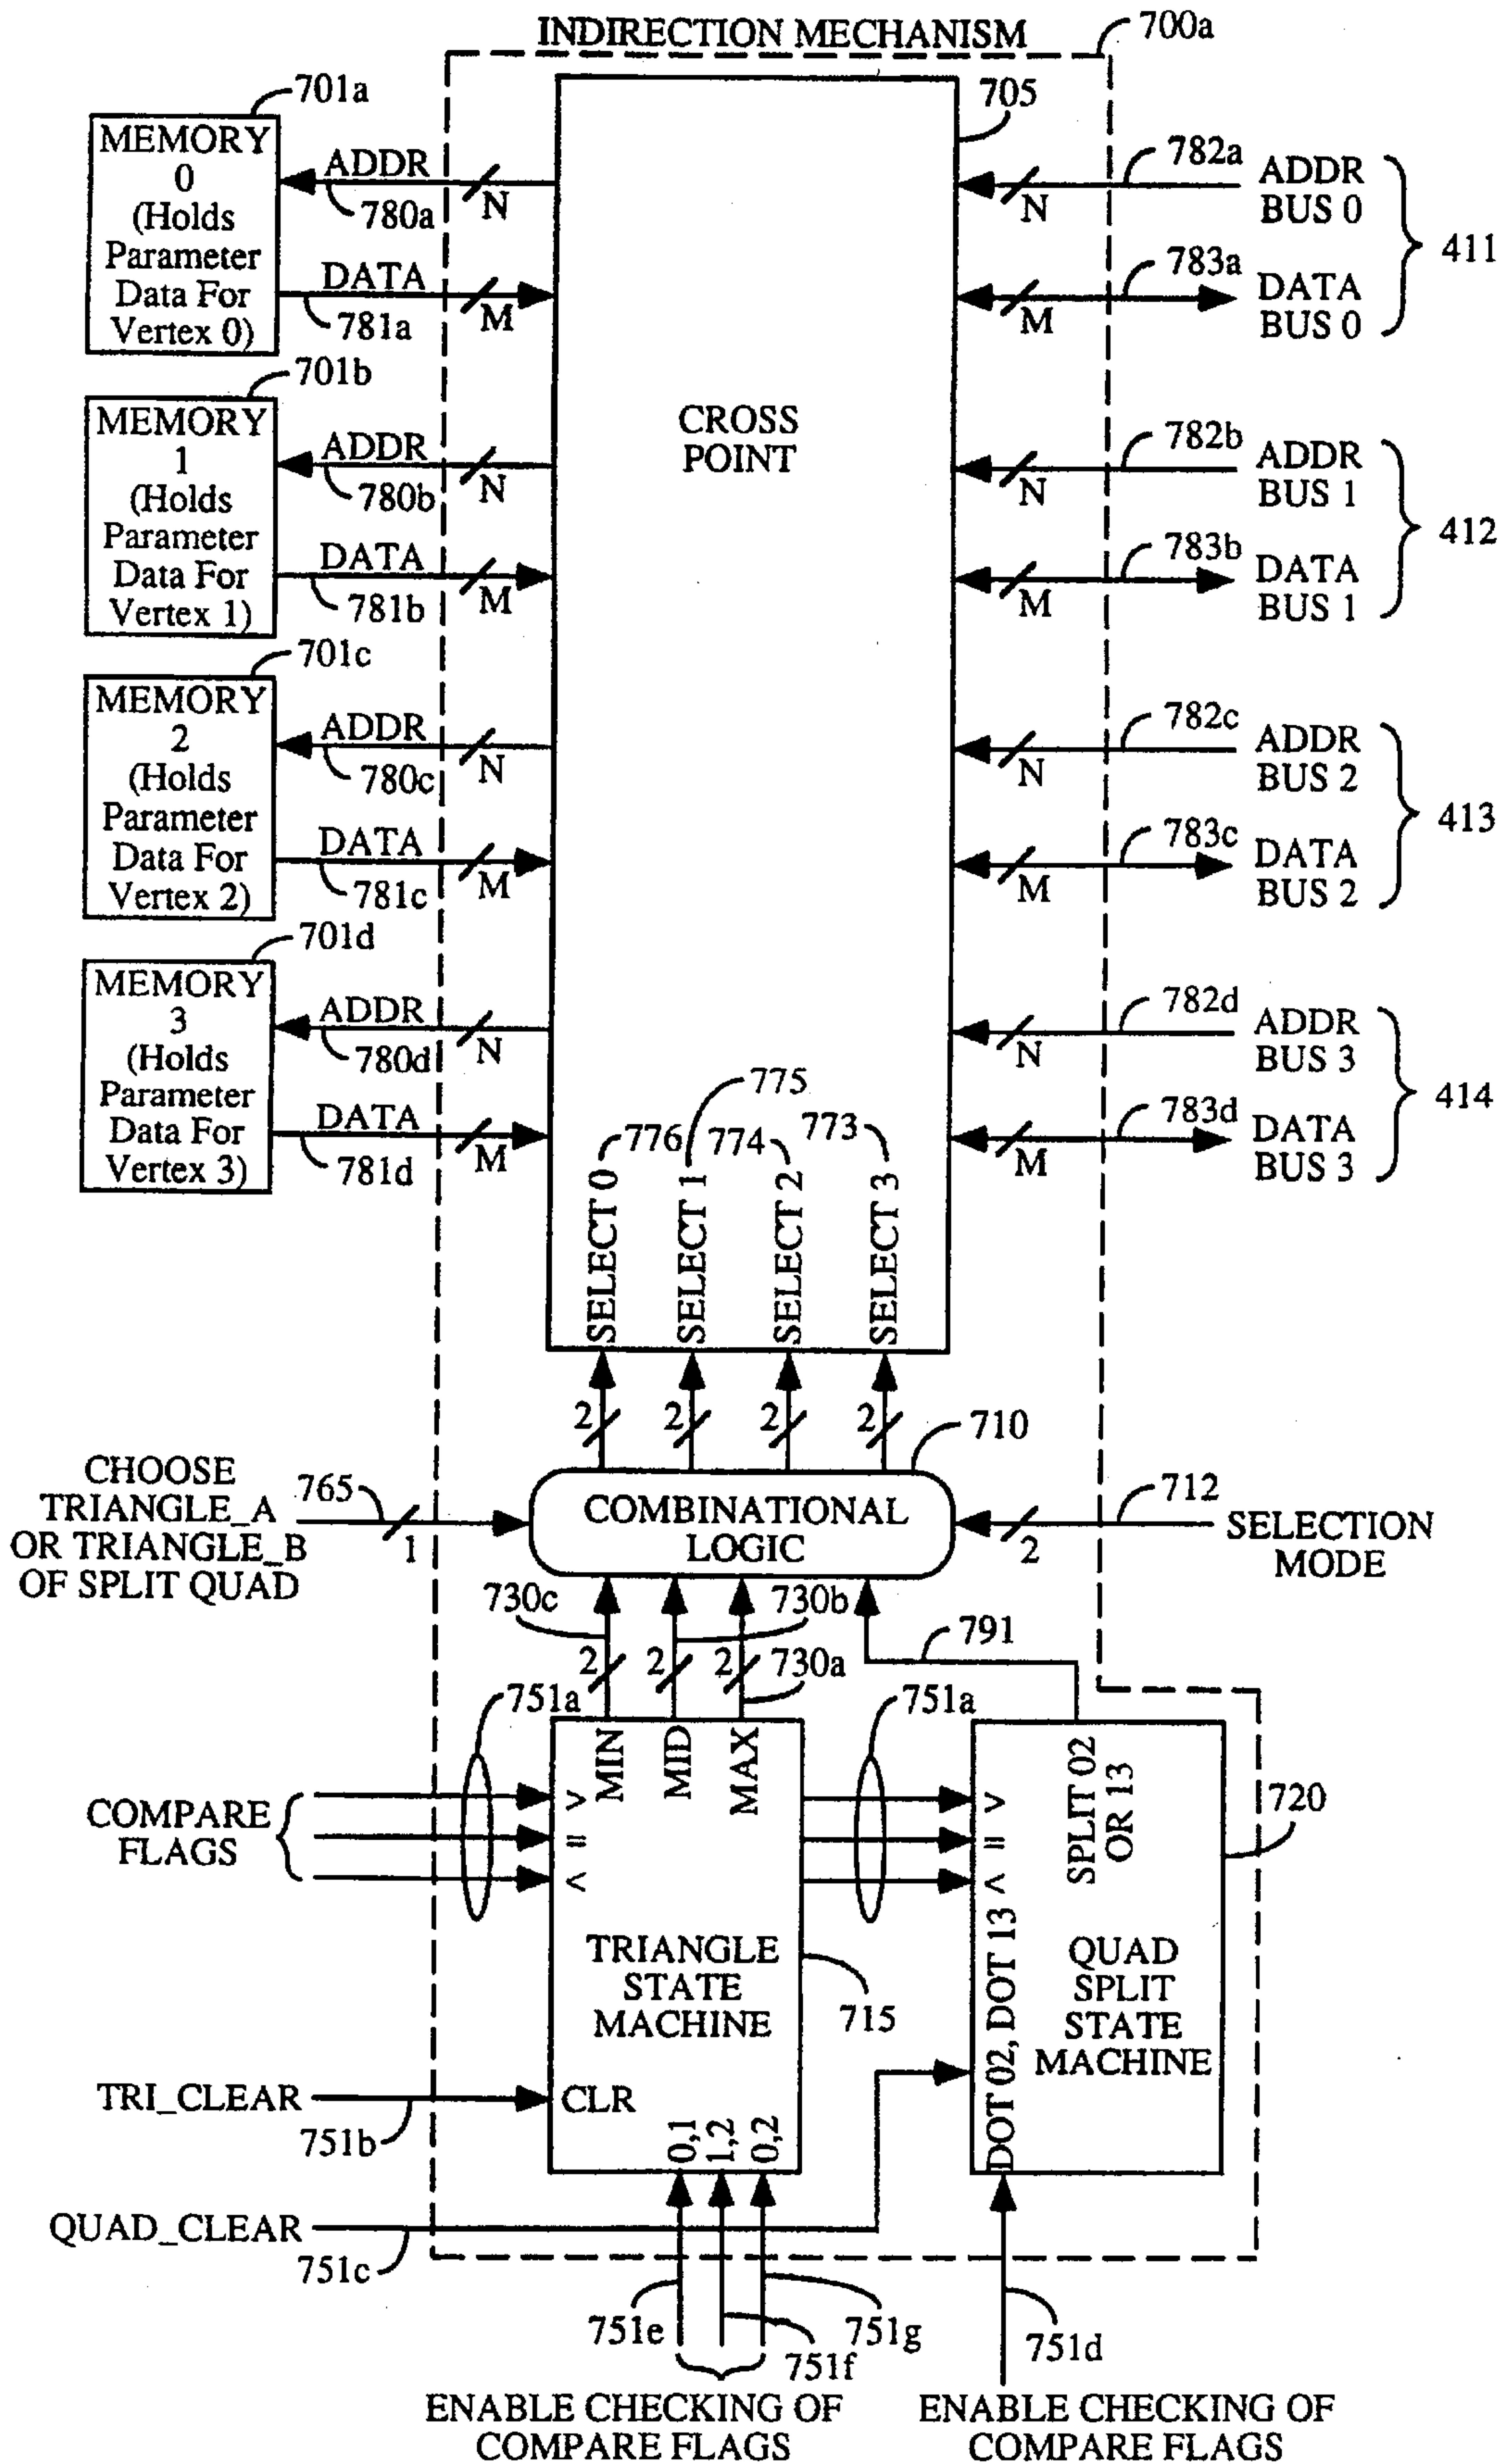 INDIRECTION MECHANISM
700a
701a
705
MEMORY
0
(Holds
Parameter
Data For
Vertex 0)
ADDR
780a
N
DATA
781a
M
782a
N
ADDR
BUS 0
783a
M
DATA
BUS 0
411
701b
MEMORY
1
(Holds
Parameter
Data For
Vertex 1)
ADDR
780b
N
DATA
781b
M
CROSS
POINT
782b
N
ADDR
BUS 1
783b
M
DATA
BUS 1
412
701c
MEMORY
2
(Holds
Parameter
Data For
Vertex 2)
ADDR
780c
N
DATA
781c
M
782c
N
ADDR
BUS 2
783c
M
DATA
BUS 2
413
701d
MEMORY
3
(Holds
Parameter
Data For
Vertex 3)
ADDR
780d
N
DATA
781d
M
782d
N
ADDR
BUS 3
783d
M
DATA
BUS 3
414
776
775
774
773
SELECT 0
SELECT 1
SELECT 2
SELECT 3
2
2
2
2
710
CHOOSE
TRIANGLE_A
OR TRIANGLE_B
OF SPLIT QUAD
765
1
COMBINATIONAL
LOGIC
712
2
SELECTION
MODE
730c
730b
730a
2
2
2
791
751a
751a
MIN
MID
MAX
SPLIT 02
OR 13
720
COMPARE
FLAGS
>
=
<
>
=
<
TRIANGLE
STATE
MACHINE
715
DOT 02, DOT 13
QUAD
SPLIT
STATE
MACHINE
TRI_CLEAR
751b
CLR
0,1
1,2
0,2
QUAD_CLEAR
751c
751e
751f
751g
751d
ENABLE CHECKING OF
COMPARE FLAGS
ENABLE CHECKING OF
COMPARE FLAGS